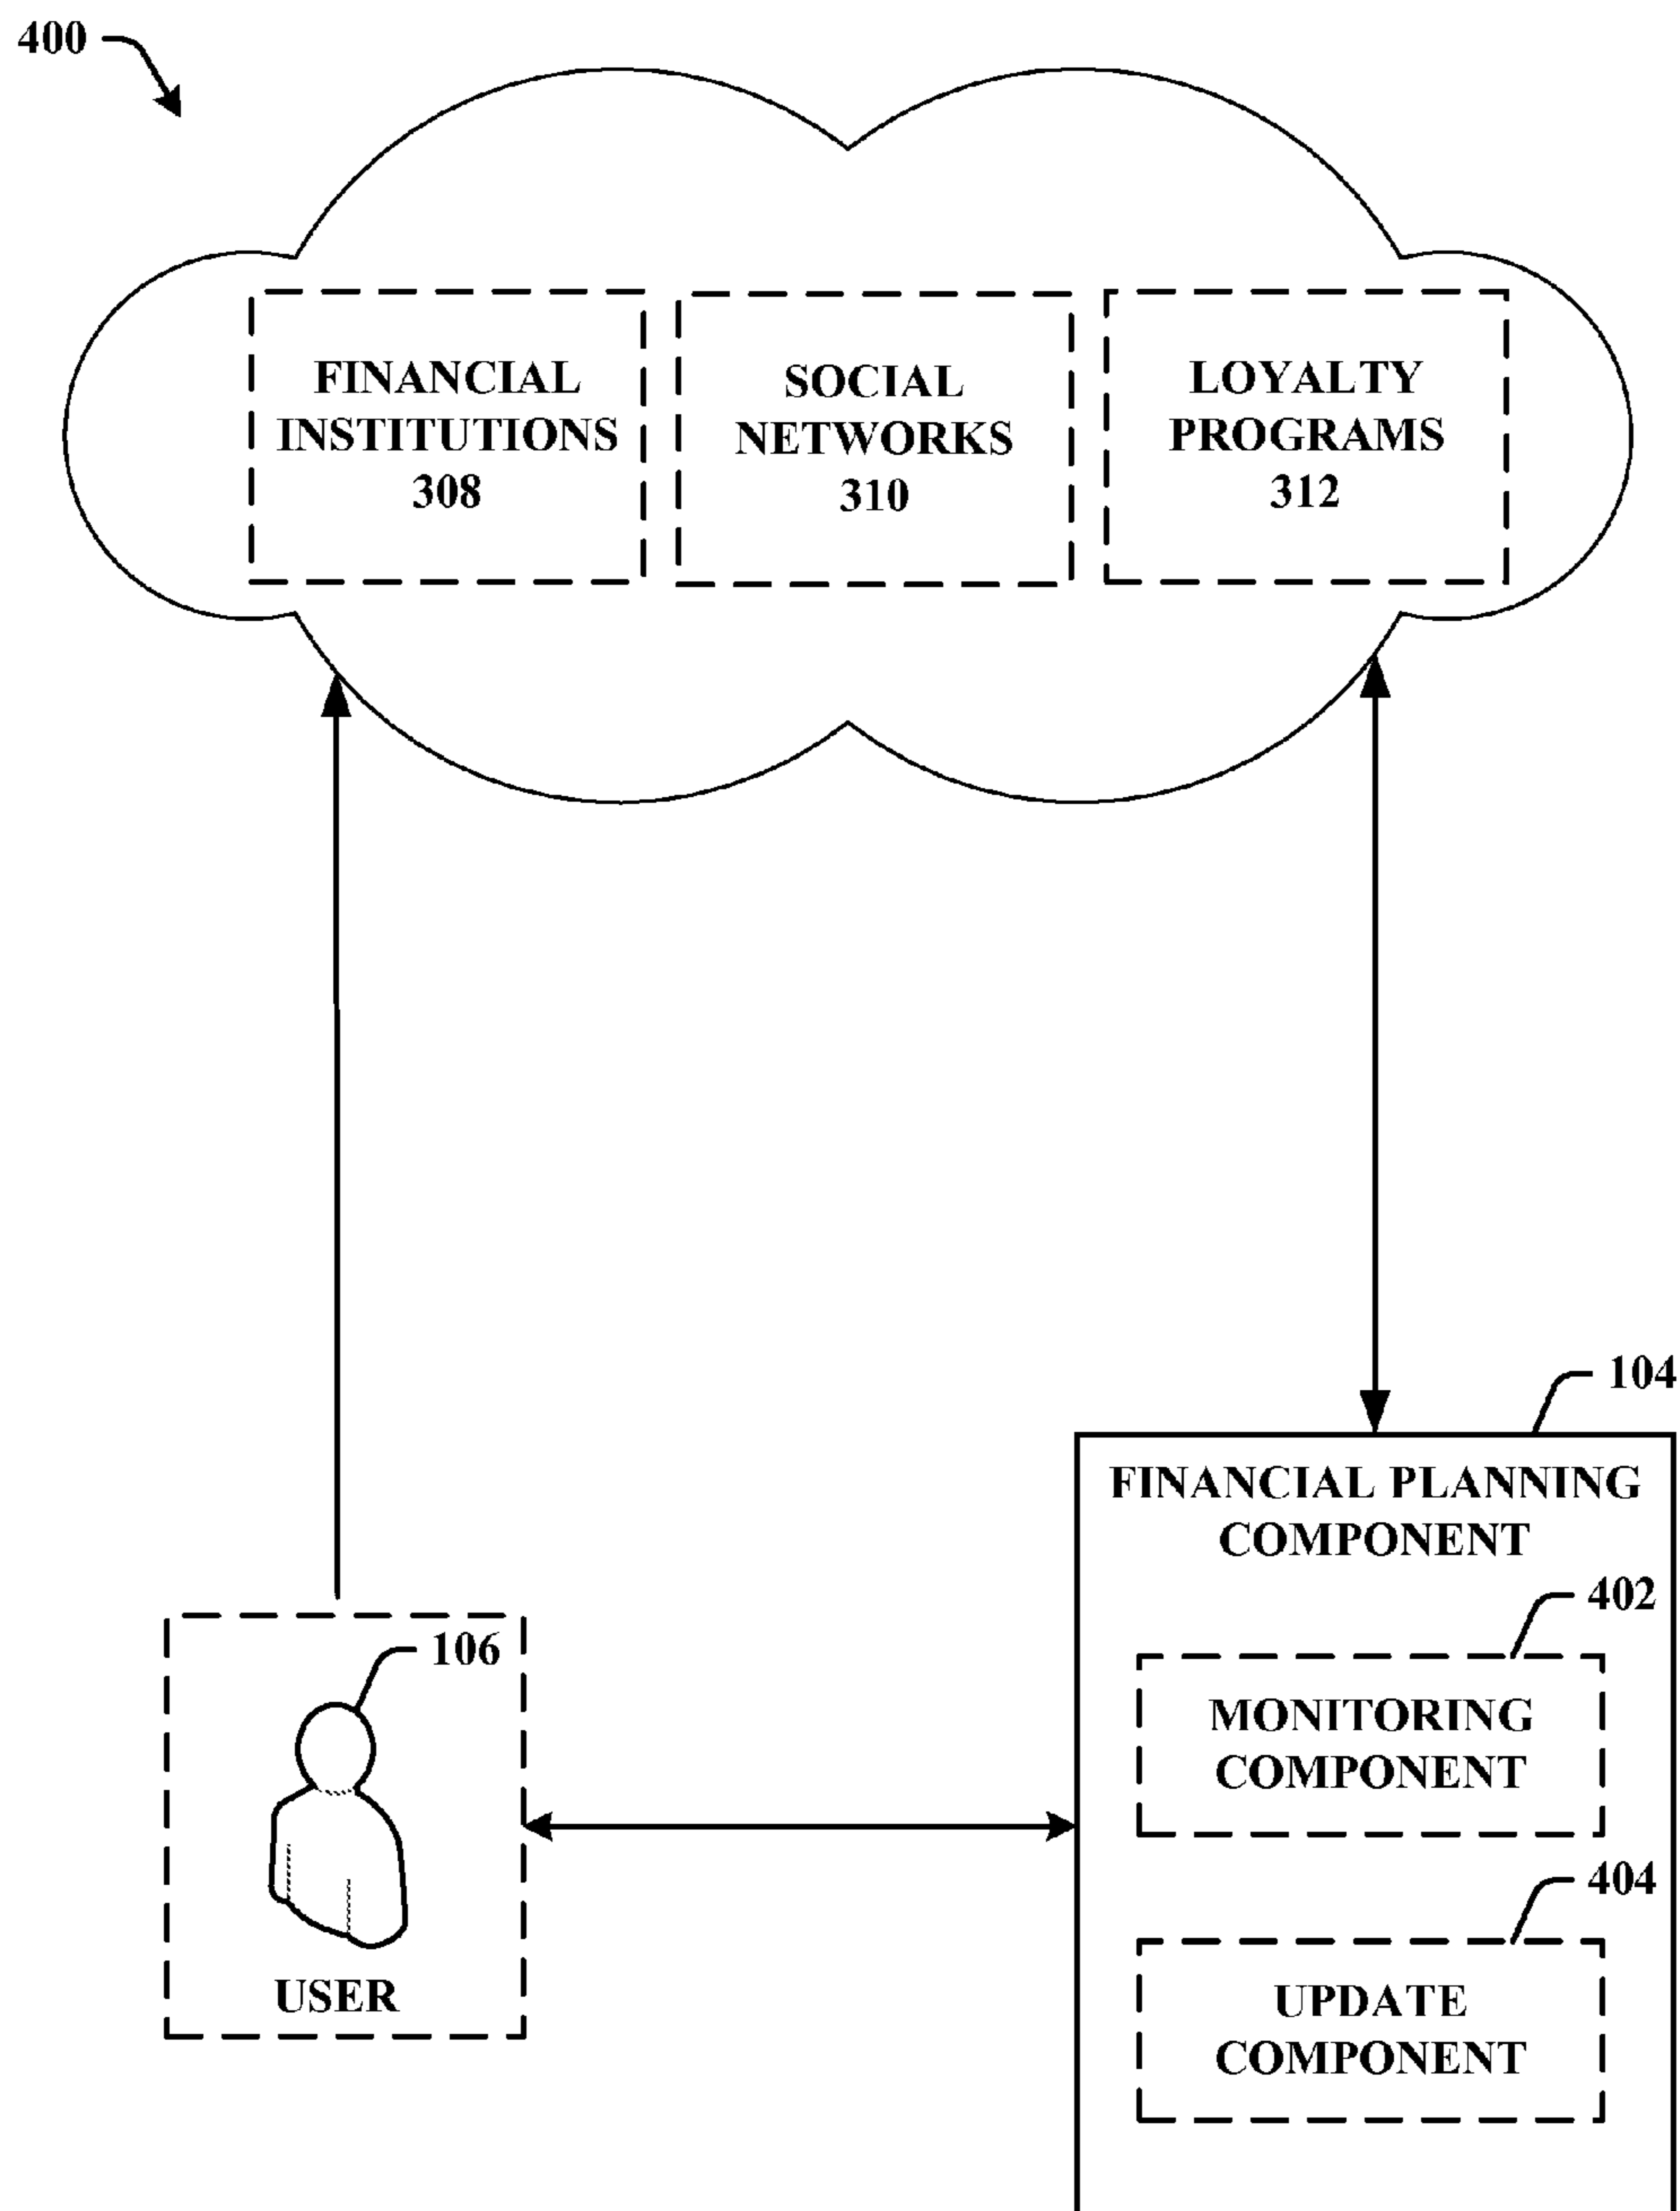 400
FINANCIAL
INSTITUTIONS
308
SOCIAL
NETWORKS
310
LOYALTY
PROGRAMS
312
104
FINANCIAL PLANNING
COMPONENT
402
MONITORING
COMPONENT
404
UPDATE
COMPONENT
106
USER